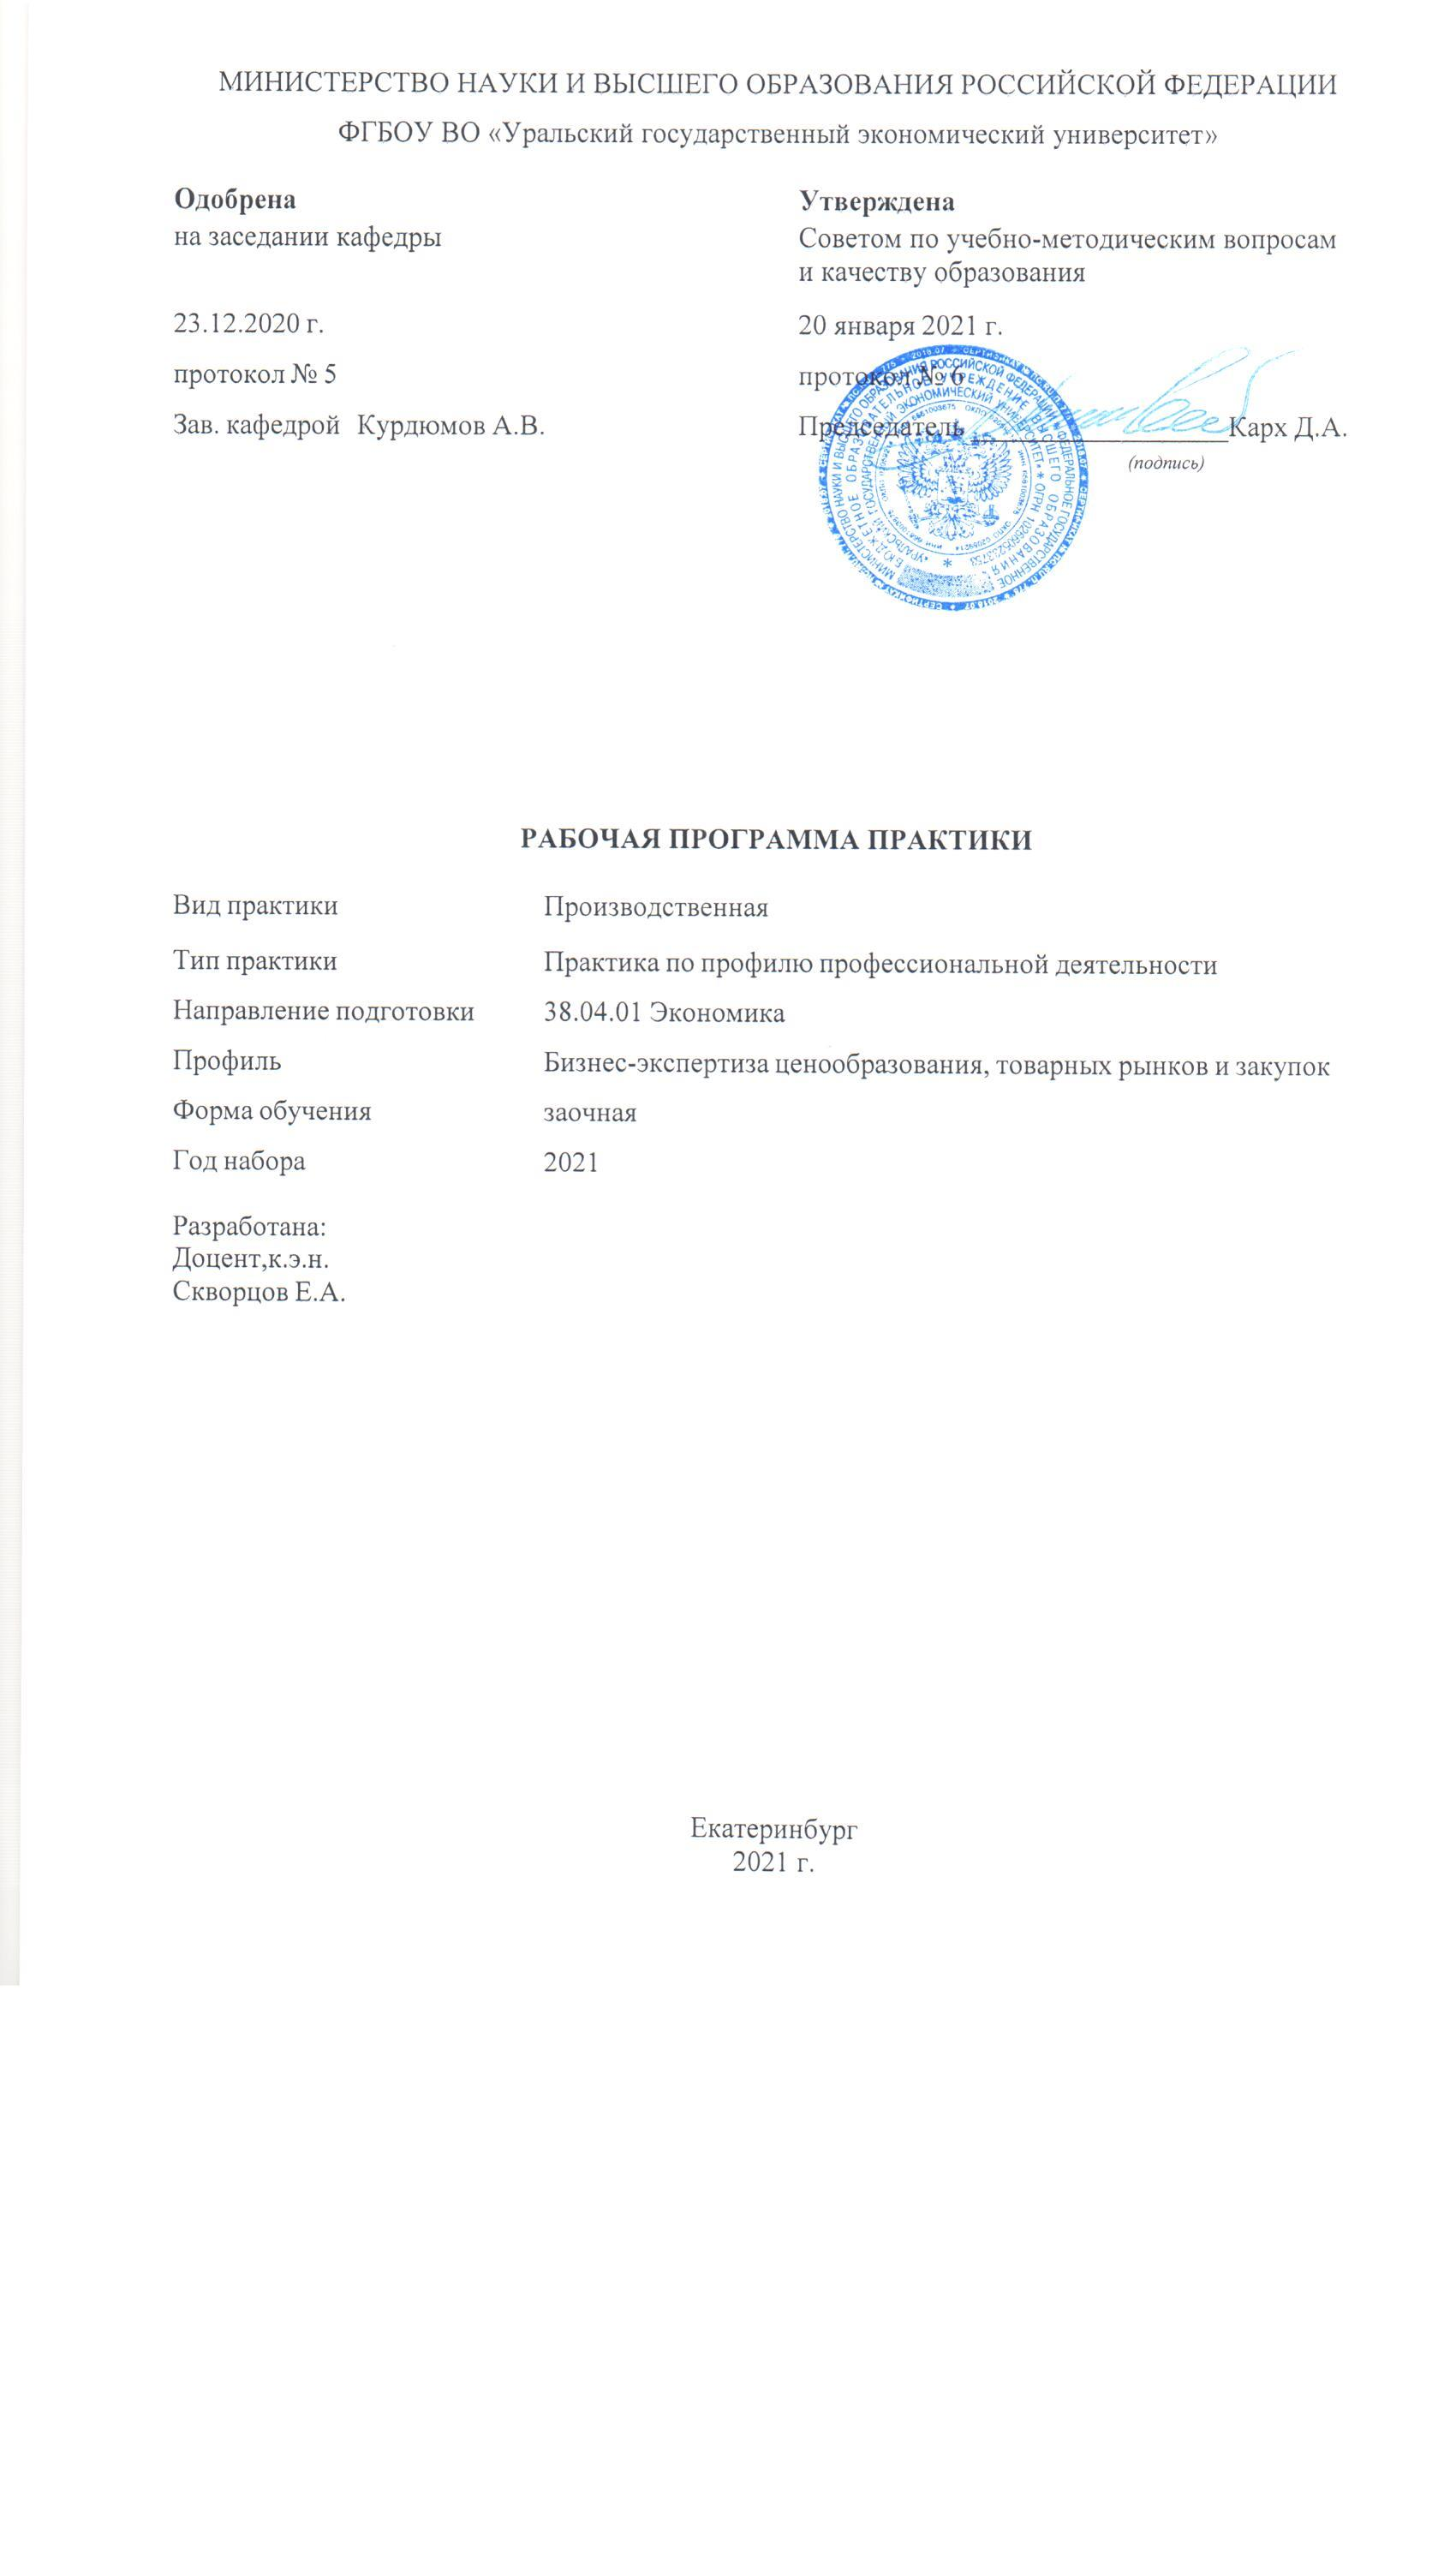 МИНИСТЕРСТВО НАУКИ И ВЫСШЕГО ОБРАЗОВАНИЯ РОССИЙСКОЙ ФЕДЕРАЦИИ
ФГБОУ ВО «Уральский государственный экономический университет»
Одобрена
на заседании кафедры
23.12.2020 г.
протокол № 5
Зав. кафедрой Курдюмов А.В.
Утверждена
Советом по учебно-методическим вопросам
и качеству образования
20 января 2021 г.
протокол № 6
Председатель Карх Д.А.
(подпись)
РАБОЧАЯ ПРОГРАММА ПРАКТИКИ
Вид практики Производственная
Тип практики Практика по профилю профессиональной деятельности
Направление подготовки 38.04.01 Экономика
Профиль Бизнес-экспертиза ценообразования, товарных рынков и закупок
Форма обучения заочная
Год набора 2021
Разработана:
Доцент,к.э.н.
Скворцов Е.А.
Екатеринбург
2021 г.